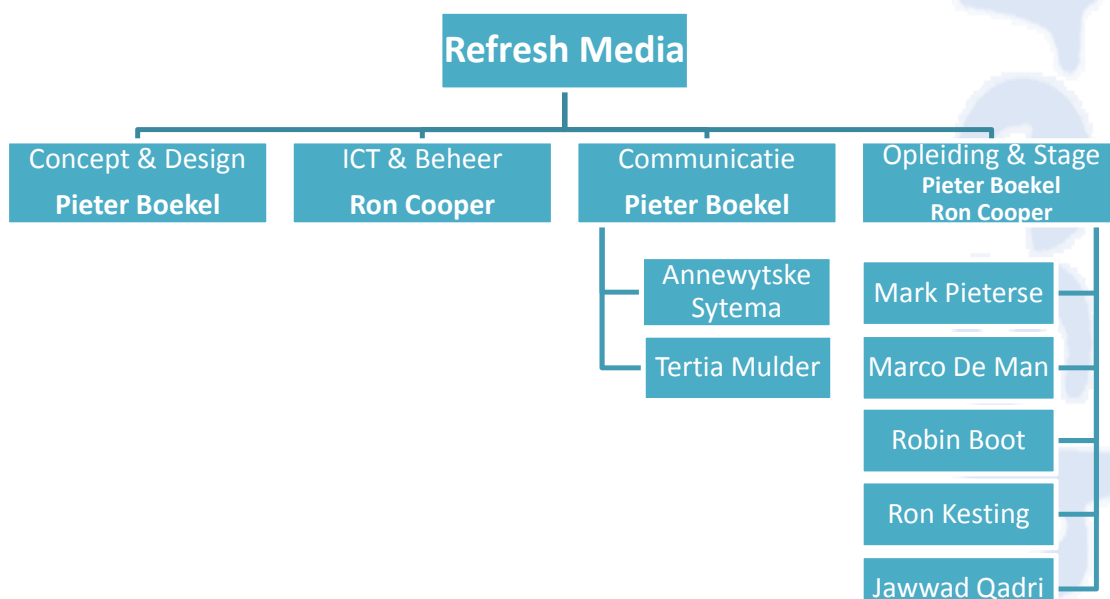 Refresh Media
Concept & Design
Pieter Boekel
ICT & Beheer
Ron Cooper
Communicatie
Pieter Boekel
Opleiding & Stage
Pieter Boekel
Ron Cooper
Annewytske
Sytema
Tertia Mulder
Mark Pieterse
Marco De Man
Robin Boot
Ron Kesting
Jawwad Qadri